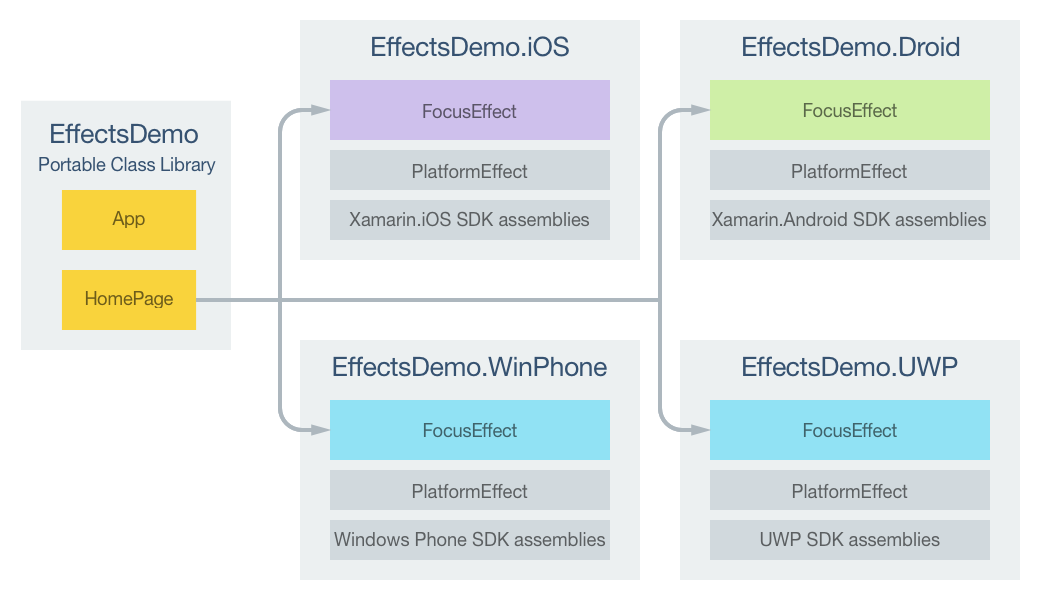 EffectsDemo
Portable Class Library
App
HomePage
EffectsDemo.iOS
FocusEffect
PlatformEffect
Xamarin.iOS SDK assemblies
EffectsDemo.Droid
FocusEffect
PlatformEffect
Xamarin.Android SDK assemblies
EffectsDemo.WinPhone
FocusEffect
PlatformEffect
Windows Phone SDK assemblies
EffectsDemo.UWP
FocusEffect
PlatformEffect
UWP SDK assemblies